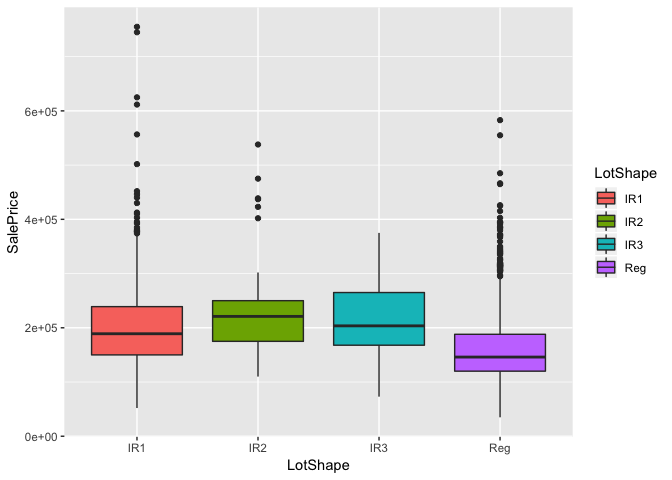 SalePrice
6e+05
4e+05
2e+05
0e+00
IR1 IR2 IR3 Reg
LotShape
LotShape
IR1
IR2
IR3
Reg